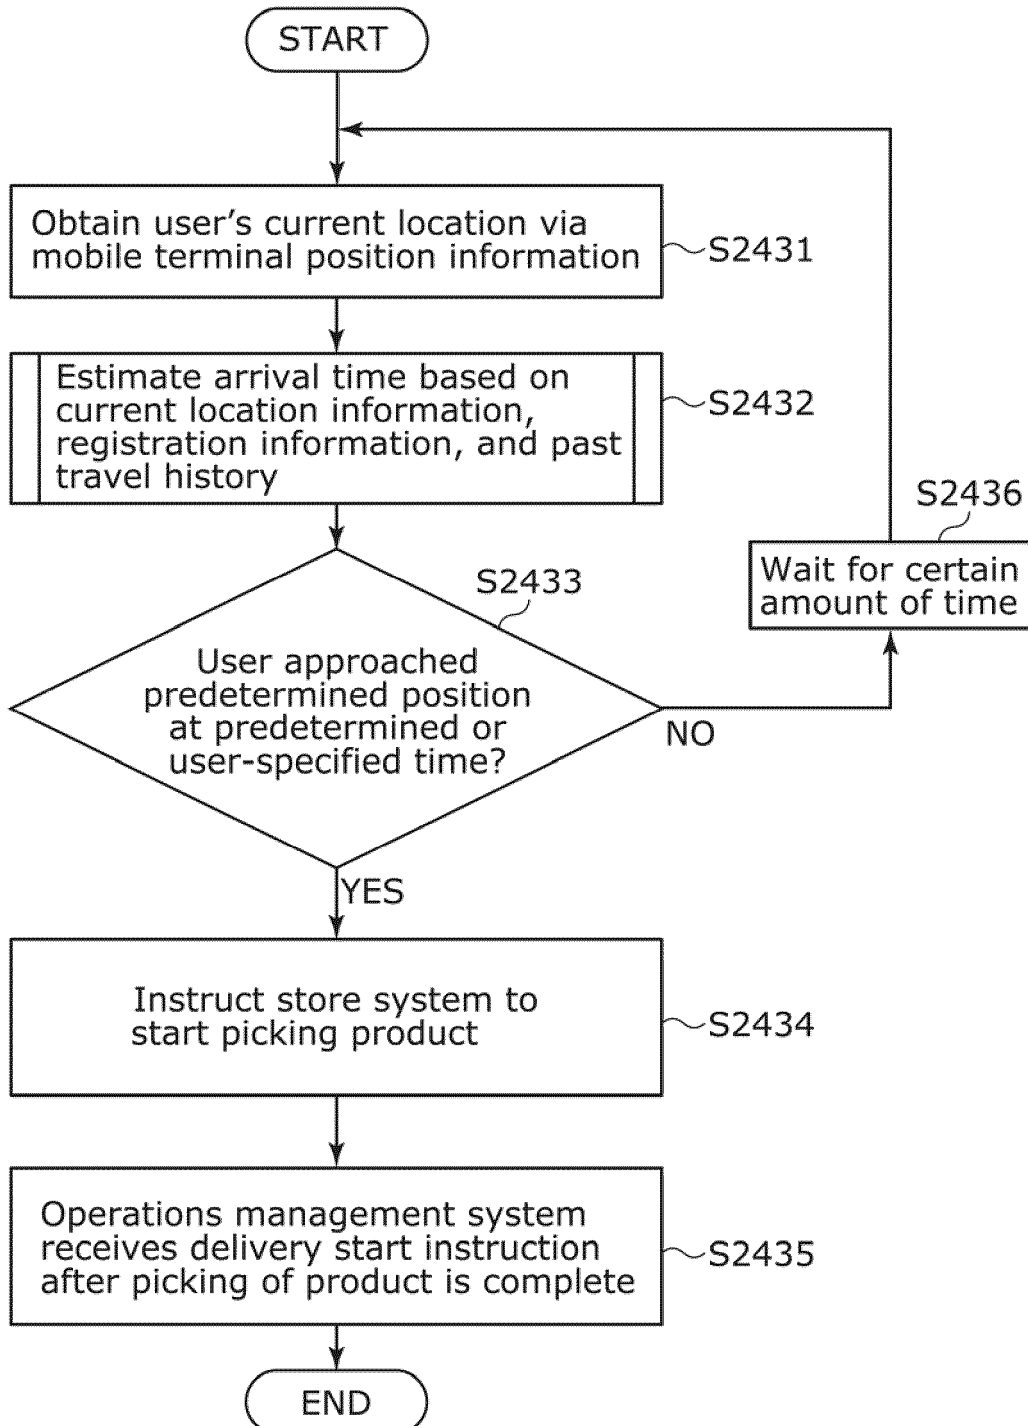 START
Obtain user's current location via
mobile terminal position information
S2431
Estimate arrival time based on
current location information,
registration information, and past
travel history
S2432
S2436
Wait for certain
amount of time
S2433
User approached
predetermined position
at predetermined or
user-specified time?
NO
YES
Instruct store system to
start picking product
S2434
Operations management system
receives delivery start instruction
after picking of product is complete
S2435
END